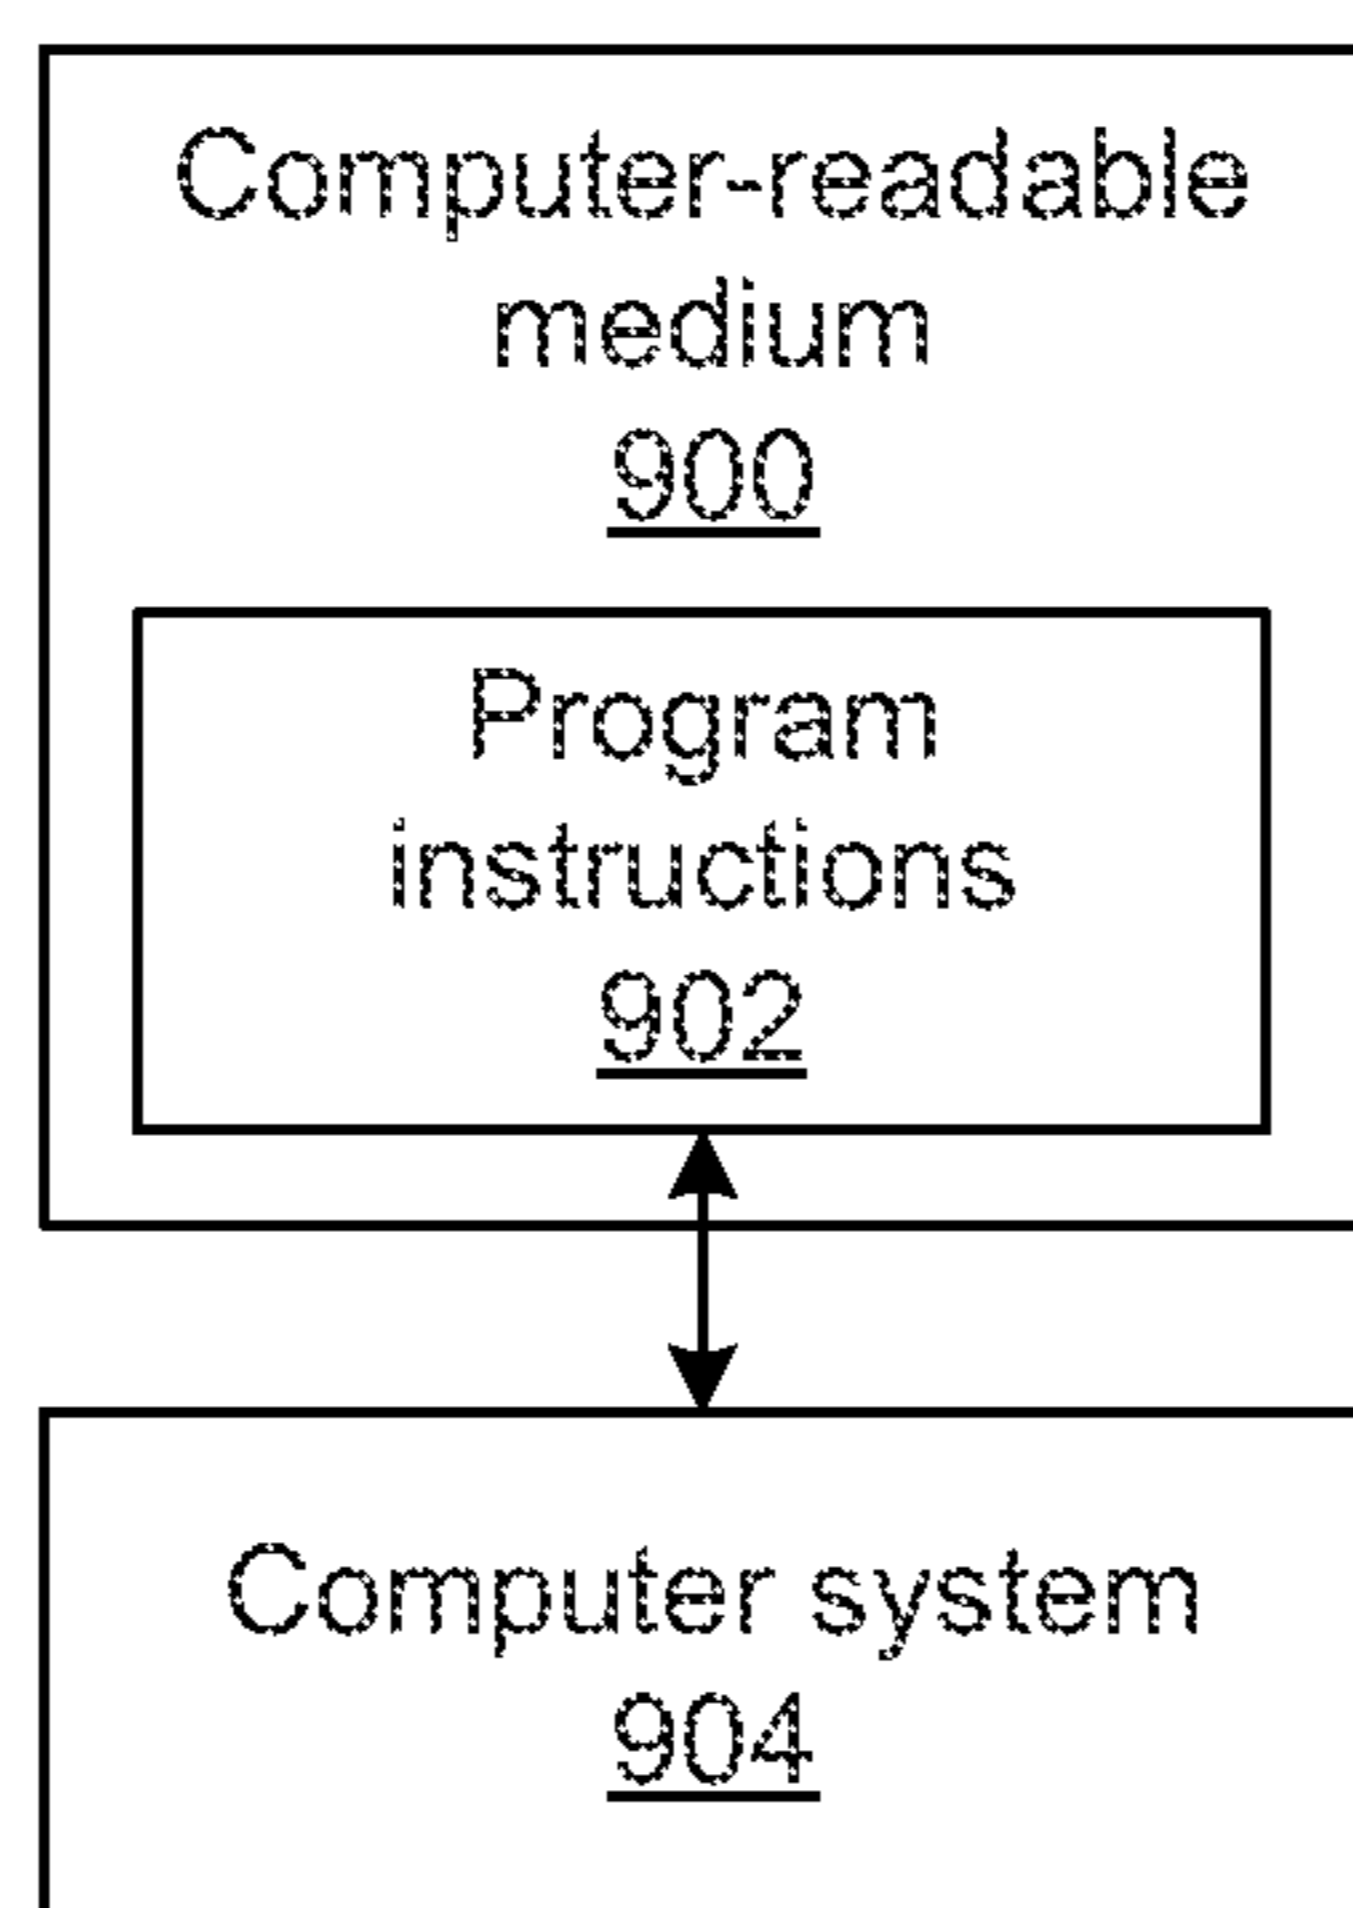 Computer-readable
medium
900
Program
instructions
902
Computer system
904